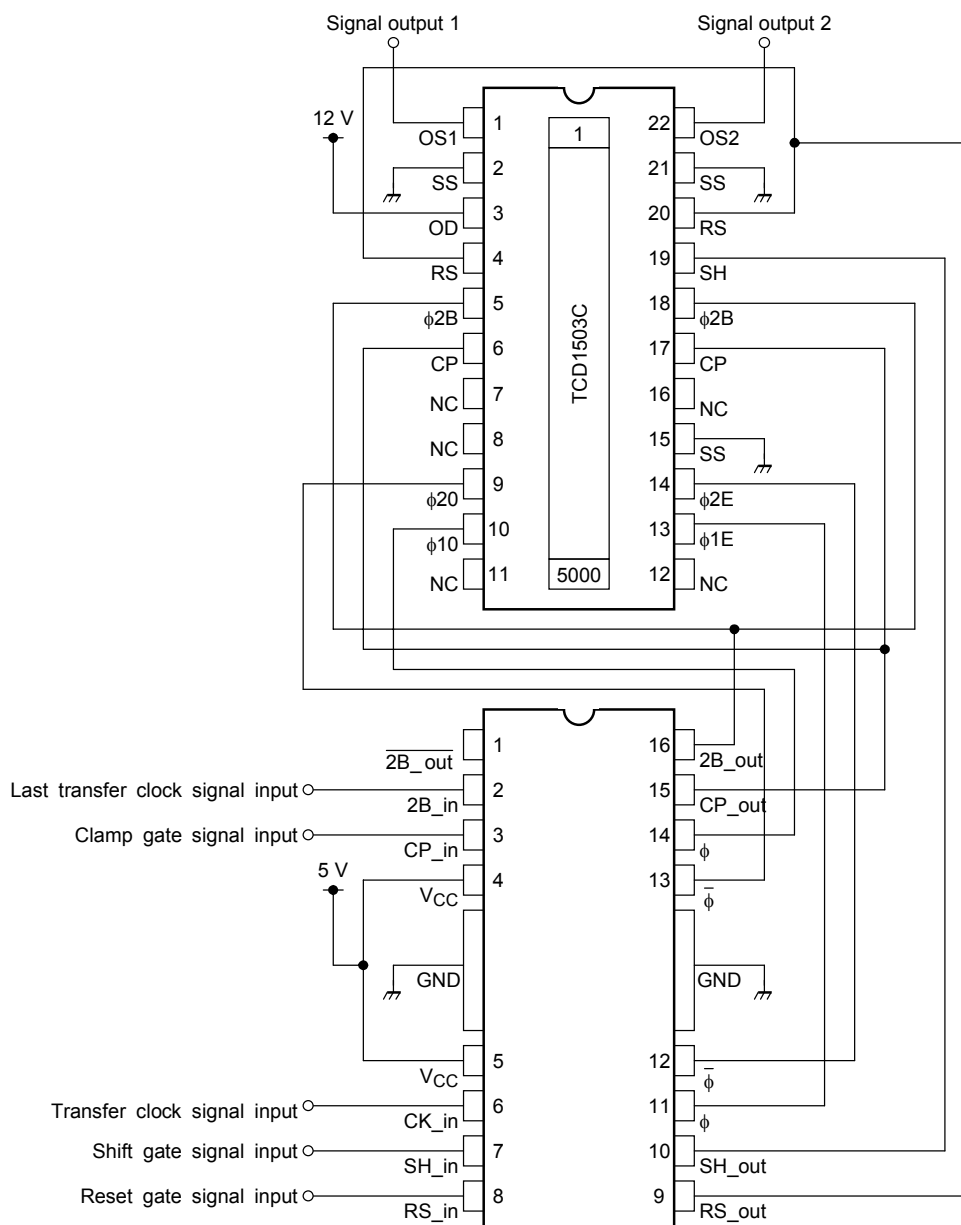 Signal output 1
Signal output 2
12 V
1
OS1
2
SS
3
OD
4
RS
5
ϕ2B
6
CP
7
NC
8
NC
9
ϕ20
10
ϕ10
11
NC
1
TCD1503C
5000
22
OS2
21
SS
20
RS
19
SH
18
ϕ2B
17
CP
16
NC
15
SS
14
ϕ2E
13
ϕ1E
12
NC
1
2B_out
Last transfer clock signal input
2
2B_in
Clamp gate signal input
3
CP_in
5 V
4
VCC
GND
5
VCC
Transfer clock signal input
6
CK_in
Shift gate signal input
7
SH_in
Reset gate signal input
8
RS_in
16
2B_out
15
CP_out
14
ϕ
13
ϕ̅
GND
12
ϕ̅
11
ϕ
10
SH_out
9
RS_out